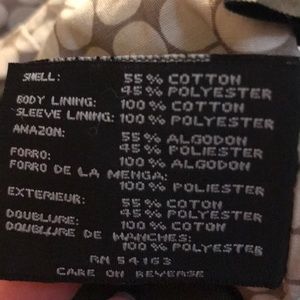 SHELL: 55% COTTON
45% POLYESTER
BODY LINING: 100% COTTON
SLEEVE LINING: 100% POLYESTER
AMAZON: 55% ALGODON
45% POLIESTER
FORRO: 100% ALGODON
FORRO DE LA MENGA:
100% POLIESTER
EXTERIEUR: 55% COTON
45% POLYESTER
DOUBLURE: 100% COTON
DOUBLURE DE MANCHES:
100% POLYESTER
RN 54163
CARE ON REVERSE